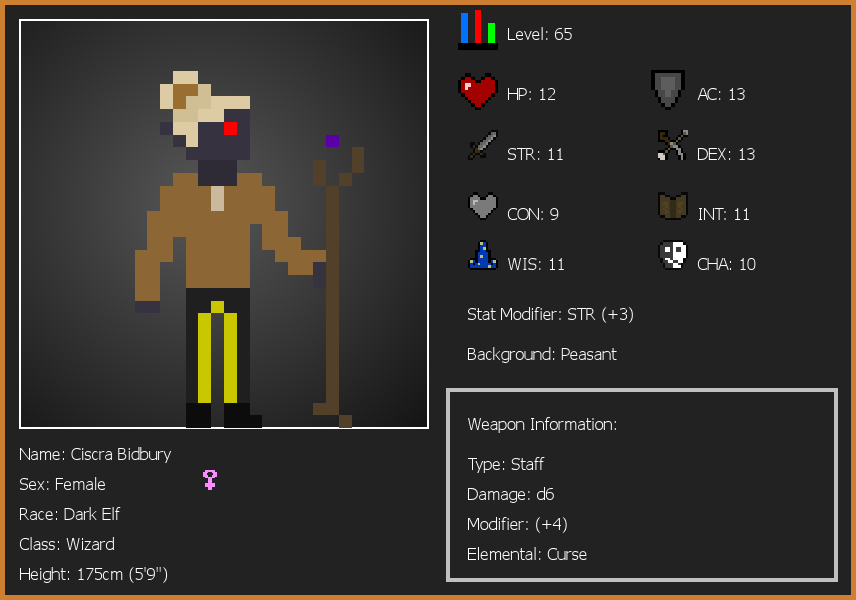 Level: 65
HP: 12
AC: 13
STR: 11
DEX: 13
CON: 9
INT: 11
WIS: 11
CHA: 10
Stat Modifier: STR (+3)
Background: Peasant
Weapon Information:
Type: Staff
Damage: d6
Modifier: (+4)
Elemental: Curse
Name: Ciscra Bidbury
Sex: Female
Race: Dark Elf
Class: Wizard
Height: 175cm (5'9")